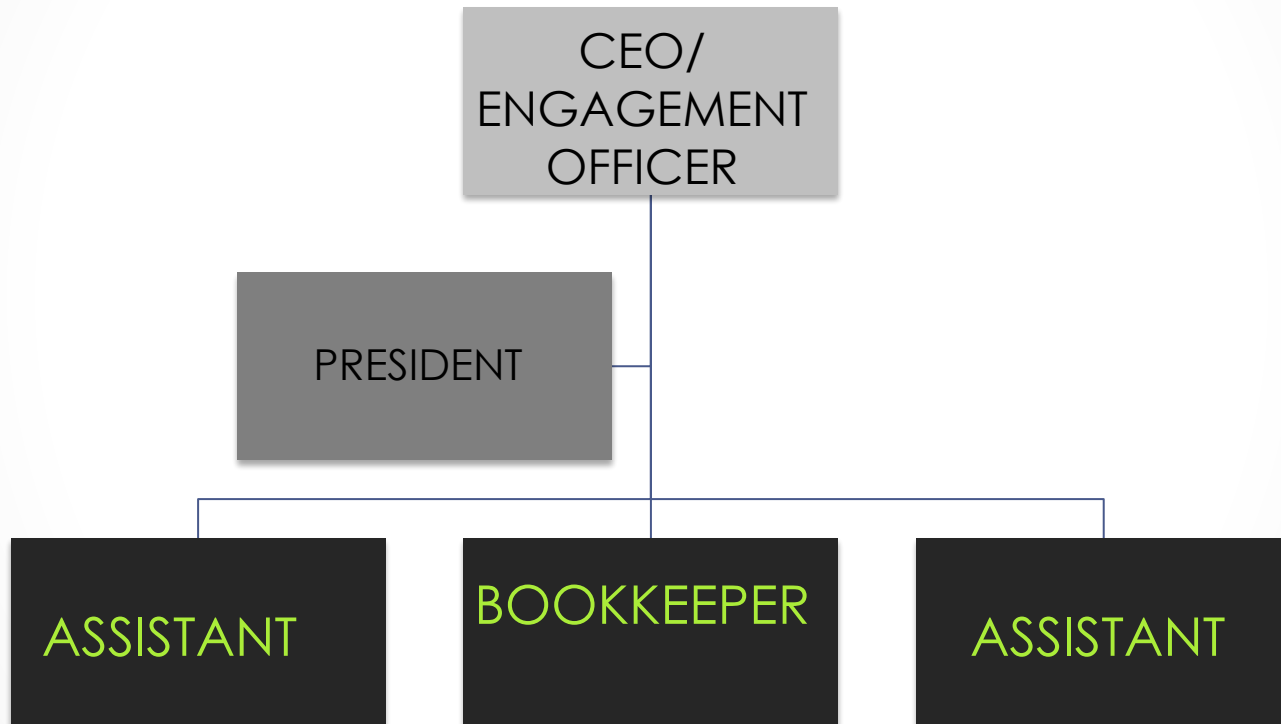 CEO/
ENGAGEMENT
OFFICER
PRESIDENT
ASSISTANT
BOOKKEEPER
ASSISTANT